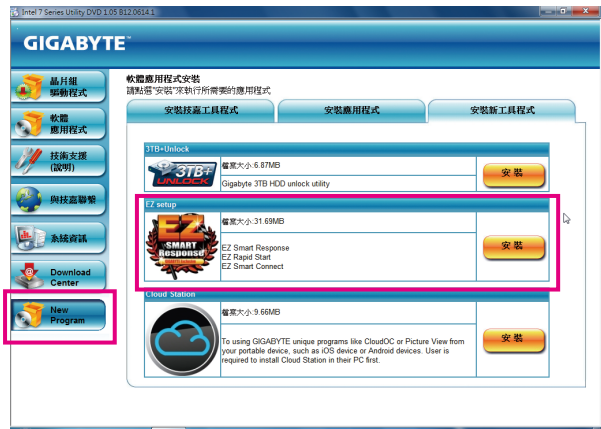 Intel 7 Series Utility DVD 1.05 B12.0614.1
GIGABYTE™
晶片組
驅動程式
軟體
應用程式
技術支援
(說明)
與技嘉聯繫
系統資訊
Download
Center
New
Program
軟體應用程式安裝
請點選"安裝"來執行所需要的應用程式
安裝技嘉工具程式
安裝應用程式
安裝新工具程式
3TB+Unlock
3TB+
UNLOCK
檔案大小:6.87MB
Gigabyte 3TB HDD unlock utility
安裝
EZ setup
EZ
SMART
Response
檔案大小:31.69MB
EZ Smart Response
EZ Rapid Start
EZ Smart Connect
安裝
Cloud Station
檔案大小:9.66MB
To using GIGABYTE unique programs like CloudOC or Picture View from
your portable device, such as iOS device or Android devices. User is
required to install Cloud Station in their PC first.
安裝